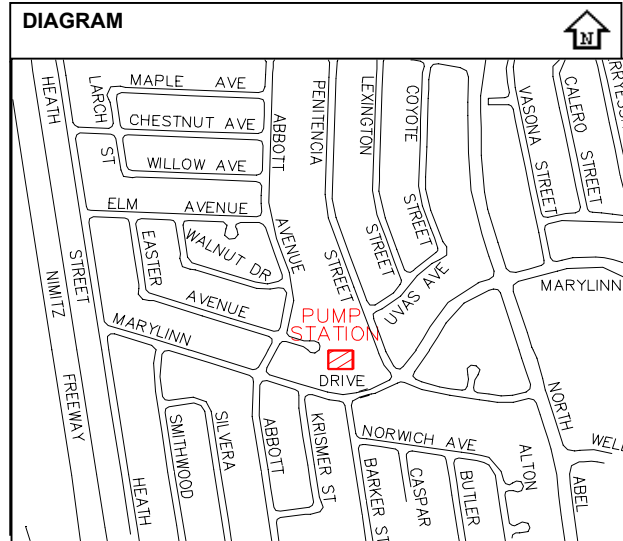 DIAGRAM
N
HEATH
LARCH
ST
MAPLE AVE
CHESTNUT AVE
WILLOW AVE
ELM AVENUE
ABBOTT
AVENUE
PENITENCIA
STREET
LEXINGTON
STREET
COYOTE
STREET
VASONA
STREET
CALERO
STREET
EASTER
AVENUE
WALNUT DR
UVAS AVE
NIMITZ
FREEWAY
STREET
MARYLINN
DRIVE
MARYLINN
PUMP
STATION
NORTH
ABEL
HEATH
SMITHWOOD
SILVERA
ABBOTT
KRISMER ST
NORWICH AVE
BARKER ST
CASPAR
BUTLER
ALTON